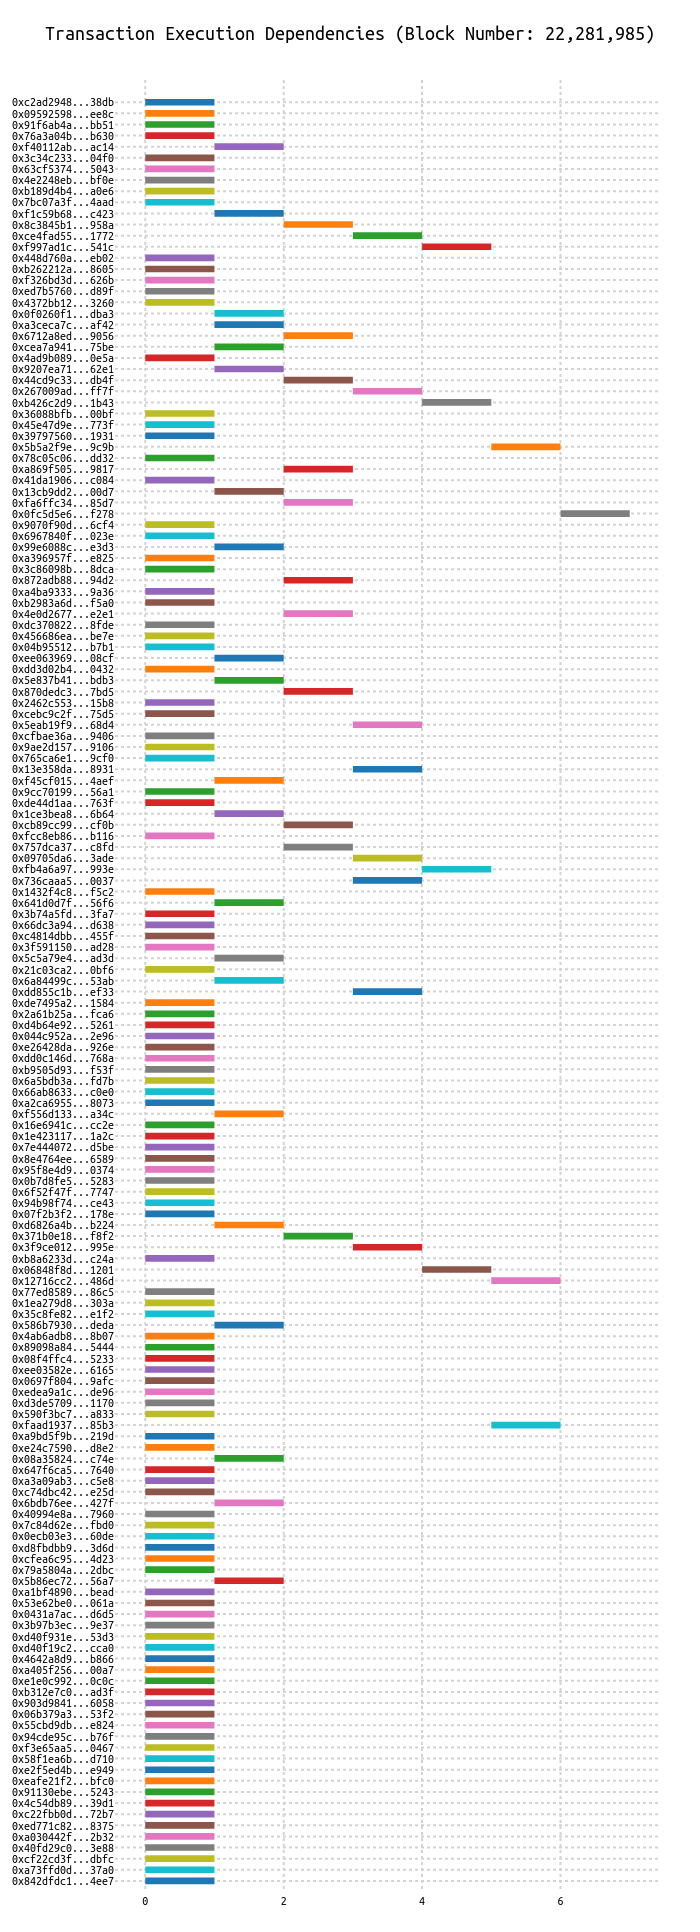 Transaction Execution Dependencies (Block Number: 22,281,985)
0xc2ad2948...38db
0x09592598...ee8c
0x91f6ab4a...bb51
0x76a3a04b...b630
0xf40112ab...ac14
0x3c34c233...04f0
0x63cf5374...5043
0x4e2248eb...bf0e
0xb189d4b4...a0e6
0x7bc07a3f...4aad
0xf1c59b68...c423
0x8c3845b1...958a
0xce4fad55...1772
0xf997ad1c...541c
0x448d760a...eb02
0xb262212a...8605
0xf326bd3d...626b
0xed7b5760...d89f
0x4372bb12...3260
0x0f0260f1...dba3
0xa3ceca7c...af42
0x6712a8ed...9056
0xcea7a941...75be
0x4ad9b089...0e5a
0x9207ea71...62e1
0x44cd9c33...db4f
0x267009ad...ff7f
0xb426c2d9...1b43
0x36088bfb...00bf
0x45e47d9e...773f
0x39797560...1931
0x5b5a2f9e...9c9b
0x78c05c06...dd32
0xa869f505...9817
0x41da1906...c084
0x13cb9dd2...00d7
0xfa6ffc34...85d7
0x0fc5d5e6...f278
0x9070f90d...6cf4
0x6967840f...023e
0x99e6088c...e3d3
0xa396957f...e825
0x3c86098b...8dca
0x872adb88...94d2
0xa4ba9333...9a36
0xb2983a6d...f5a0
0x4e0d2677...e2e1
0xdc370822...8fde
0x456686ea...be7e
0x04b95512...b7b1
0xee063969...08cf
0xdd3d02b4...0432
0x5e837b41...bdb3
0x870dedc3...7bd5
0x2462c553...15b8
0xcebc9c2f...75d5
0x5eab19f9...68d4
0xcfbae36a...9406
0x9ae2d157...9106
0x765ca6e1...9cf0
0x13e358da...8931
0xf45cf015...4aef
0x9cc70199...56a1
0xde44d1aa...763f
0x1ce3bea8...6b64
0xcb89cc99...cf0b
0xfcc8eb86...b116
0x757dca37...c8fd
0x09705da6...3ade
0xfb4a6a97...993e
0x736caaa5...0037
0x1432f4c8...f5c2
0x641d0d7f...56f6
0x3b74a5fd...3fa7
0x66dc3a94...d638
0xc4814dbb...455f
0x3f591150...ad28
0x5c5a79e4...ad3d
0x21c03ca2...0bf6
0x6a84499c...53ab
0xdd855c1b...ef33
0xde7495a2...1584
0x2a61b25a...fca6
0xd4b64e92...5261
0x044c952a...2e96
0xe26428da...926e
0xdd0c146d...768a
0xb9505d93...f53f
0x6a5bdb3a...fd7b
0x66ab8633...c0e0
0xa2ca6955...8073
0xf556d133...a34c
0x16e6941c...cc2e
0x1e423117...1a2c
0x7e444072...d5be
0x8e4764ee...6589
0x95f8e4d9...0374
0x0b7d8fe5...5283
0x6f52f47f...7747
0x94b98f74...ce43
0x07f2b3f2...178e
0xd6826a4b...b224
0x371b0e18...f8f2
0x3f9ce012...995e
0xb8a6233d...c24a
0x06848f8d...1201
0x12716cc2...486d
0x77ed8589...86c5
0x1ea279d8...303a
0x35c8fe82...e1f2
0x586b7930...deda
0x4ab6adb8...8b07
0x89098a84...5444
0x08f4ffc4...5233
0xee03582e...6165
0x0697f804...9afc
0xedea9a1c...de96
0xd3de5709...1170
0x590f3bc7...a833
0xfaad1937...85b3
0xa9bd5f9b...219d
0xe24c7590...d8e2
0x08a35824...c74e
0x647f6ca5...7640
0xa3a09ab3...c5e8
0xc74dbc42...e25d
0x6bdb76ee...427f
0x40994e8a...7960
0x7c84d62e...fbd0
0x0ecb03e3...60de
0xd8fbdbb9...3d6d
0xcfea6c95...4d23
0x79a5804a...2dbc
0x5b86ec72...56a7
0xa1bf4890...bead
0x53e62be0...061a
0x0431a7ac...d6d5
0x3b97b3ec...9e37
0xd40f931e...53d3
0xd40f19c2...cca0
0x4642a8d9...b866
0xa405f256...00a7
0xe1e0c992...0c0c
0xb312e7c0...ad3f
0x903d9841...6058
0x06b379a3...53f2
0x55cbd9db...e824
0x94cde95c...b76f
0xf3e65aa5...0467
0x58f1ea6b...d710
0xe2f5ed4b...e949
0xeafe21f2...bfc0
0x91130ebe...5243
0x4c54db89...39d1
0xc22fbb0d...72b7
0xed771c82...8375
0xa030442f...2b32
0x40fd29c0...3e88
0xcf22cd3f...dbfc
0xa73ffd0d...37a0
0x842dfdc1...4ee7
0 2 4 6